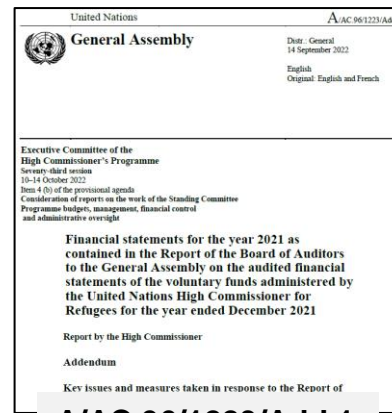 United Nations
A/AC.96/1223/Ad
General Assembly
Distr.: General
14 September 2022
English
Original: English and French
Executive Committee of the
High Commissioner's Programme
Seventy-third session
10–14 October 2022
Item 4 (b) of the provisional agenda
Consideration of reports on the work of the Standing Committee
Programme budgets, management, financial control
and administrative oversight
Financial statements for the year 2021 as
contained in the Report of the Board of Auditors
to the General Assembly on the audited financial
statements of the voluntary funds administered by
the United Nations High Commissioner for
Refugees for the year ended December 2021
Report by the High Commissioner
Addendum
Key issues and measures taken in response to the Report of